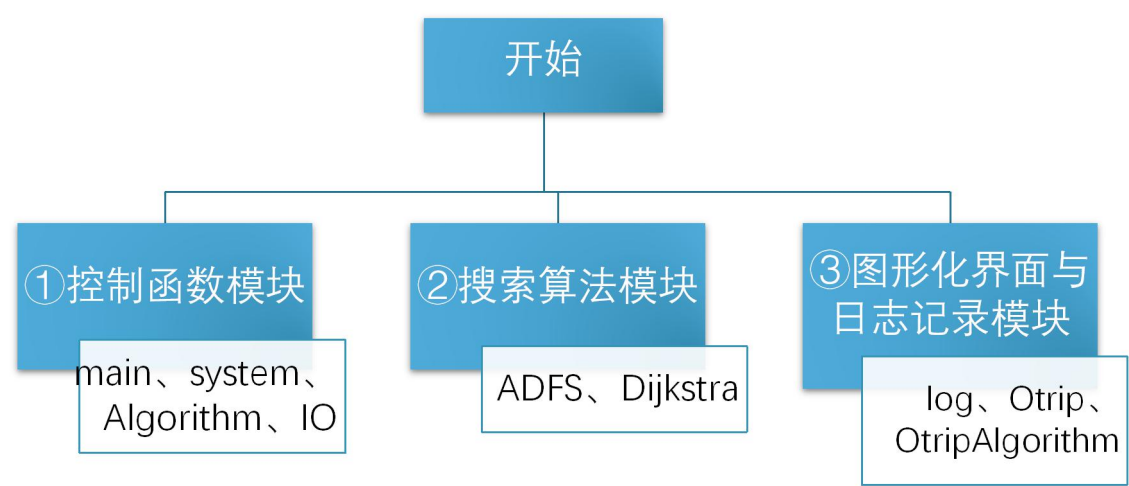 开始
①控制函数模块
main、system、
Algorithm、IO
②搜索算法模块
ADFS、Dijkstra
③图形化界面与
日志记录模块
log、Otrip、
OtripAlgorithm